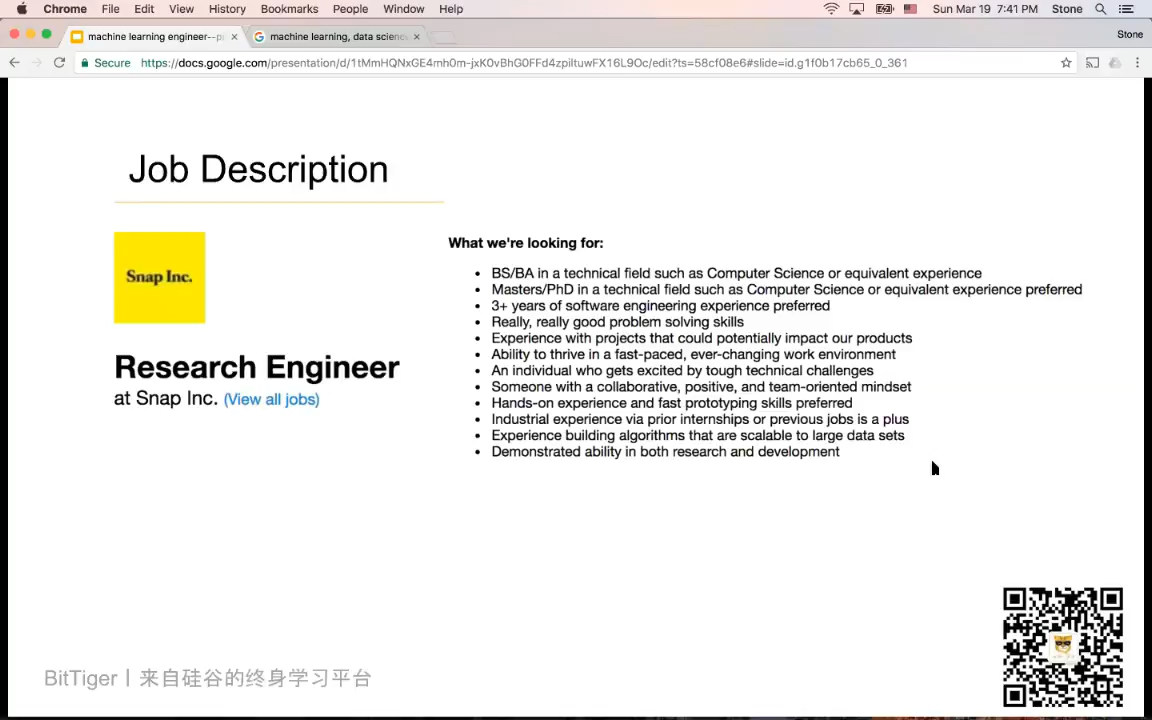 Chrome File Edit View History Bookmarks People Window Help Sun Mar 19 7:41 PM Stone
machine learning engineer--p machine learning, data scienc Stone
Secure https://docs.google.com/presentation/d/1tMmHQNxGE4mh0m-jxK0vBhG0FFd4zpiltuwFX16L9Oc/edit?ts=58cf08e6#slide=id.g1f0b17cb65_0_361
Job Description
Snap Inc.
Research Engineer
at Snap Inc. (View all jobs)
What we're looking for:
• BS/BA in a technical field such as Computer Science or equivalent experience
• Masters/PhD in a technical field such as Computer Science or equivalent experience preferred
• 3+ years of software engineering experience preferred
• Really, really good problem solving skills
• Experience with projects that could potentially impact our products
• Ability to thrive in a fast-paced, ever-changing work environment
• An individual who gets excited by tough technical challenges
• Someone with a collaborative, positive, and team-oriented mindset
• Hands-on experience and fast prototyping skills preferred
• Industrial experience via prior internships or previous jobs is a plus
• Experience building algorithms that are scalable to large data sets
• Demonstrated ability in both research and development
BitTiger | 来自硅谷的终身学习平台